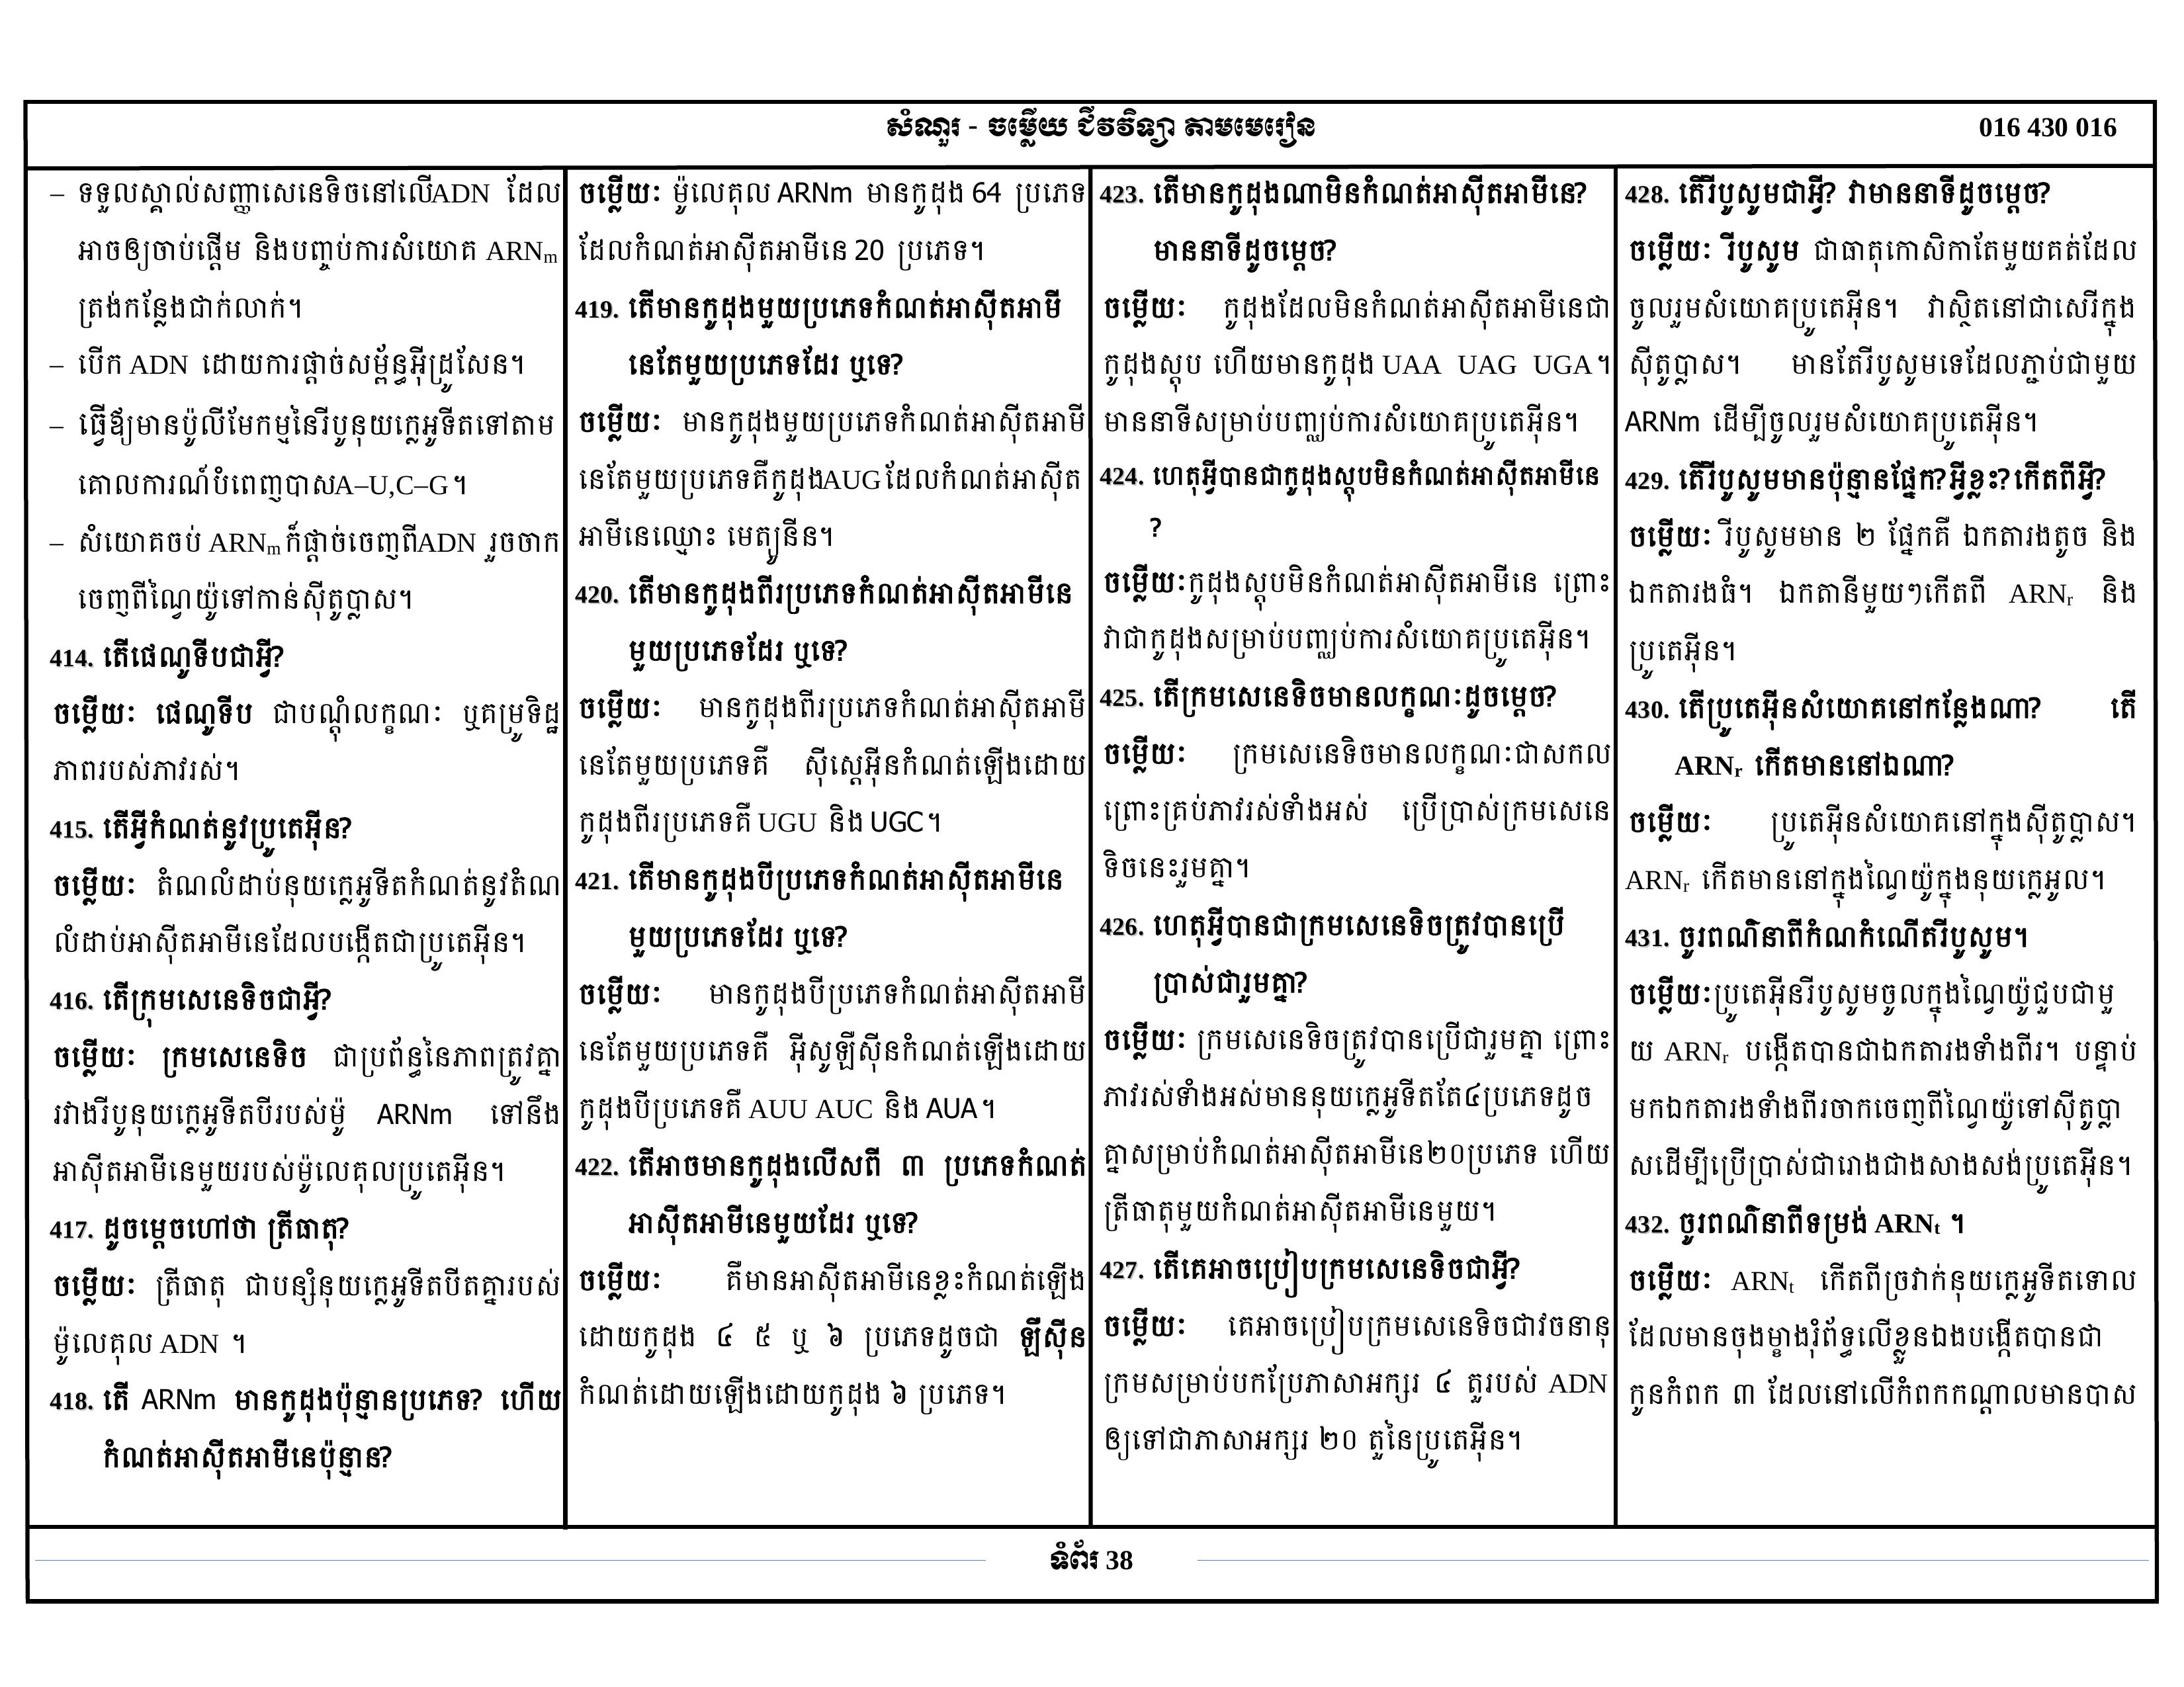 សំណួរ - ចម្លើយ ជីវវិទ្យា តាមមេរៀន
016 430 016
– ទទួលស្គាល់សញ្ញាសេនេទិចនៅលើADN ដែល
អាចឲ្យចាប់ផ្ដើម និងបញ្ចប់ការសំយោគ ARNm
ត្រង់កន្លែងជាក់លាក់។
– បើក ADN ដោយការផ្ដាច់សម្ព័ន្ធអ៊ីដ្រូសែន។
– ធ្វើឪ្យមានប៉ូលីមែកម្មនៃរីបូនុយក្លេអូទីតទៅតាម
គោលការណ៍បំពេញបាសA–U,C–G។
– សំយោគចប់ ARNm ក៏ផ្ដាច់ចេញពីADN រួចចាក
ចេញពីណ្វៃយ៉ូទៅកាន់ស៊ីតូប្លាស។
414. តើផេណូទីបជាអ្វី?
ចម្លើយៈ ផេណូទីប ជាបណ្ដុំលក្ខណៈ ឬគម្រូទិដ្ឋ
ភាពរបស់ភាវរស់។
415. តើអ្វីកំណត់នូវប្រូតេអ៊ីន?
ចម្លើយៈ តំណលំដាប់នុយក្លេអូទីតកំណត់នូវតំណ
លំដាប់អាស៊ីតអាមីនេដែលបង្កើតជាប្រូតេអ៊ីន។
416. តើក្រុមសេនេទិចជាអ្វី?
ចម្លើយៈ ក្រមសេនេទិច ជាប្រព័ន្ធនៃភាពត្រូវគ្នា
រវាងរីបូនុយក្លេអូទីតបីរបស់ម៉ូ ARNm ទៅនឹង
អាស៊ីតអាមីនេមួយរបស់ម៉ូលេគុលប្រូតេអ៊ីន។
417. ដូចម្ដេចហៅថា ត្រីធាតុ?
ចម្លើយៈ ត្រីធាតុ ជាបន្សំនុយក្លេអូទីតបីតគ្នារបស់
ម៉ូលេគុល ADN ។
418. តើ ARNm មានកូដុងប៉ុន្មានប្រភេទ? ហើយ
កំណត់អាស៊ីតអាមីនេប៉ុន្មាន?
ចម្លើយៈ ម៉ូលេគុល ARNm មានកូដុង 64 ប្រភេទ
ដែលកំណត់អាស៊ីតអាមីនេ 20 ប្រភេទ។
419. តើមានកូដុងមួយប្រភេទកំណត់អាស៊ីតអាមី
នេតែមួយប្រភេទដែរ ឬទេ?
ចម្លើយៈ មានកូដុងមួយប្រភេទកំណត់អាស៊ីតអាមី
នេតែមួយប្រភេទគឺកូដុងAUG ដែលកំណត់អាស៊ីត
អាមីនេឈ្មោះ មេត្យូនីន។
420. តើមានកូដុងពីរប្រភេទកំណត់អាស៊ីតអាមីនេ
មួយប្រភេទដែរ ឬទេ?
ចម្លើយៈ មានកូដុងពីរប្រភេទកំណត់អាស៊ីតអាមី
នេតែមួយប្រភេទគឺ ស៊ីស្តេអ៊ីនកំណត់ឡើងដោយ
កូដុងពីរប្រភេទគឺ UGU និង UGC ។
421. តើមានកូដុងបីប្រភេទកំណត់អាស៊ីតអាមីនេ
មួយប្រភេទដែរ ឬទេ?
ចម្លើយៈ មានកូដុងបីប្រភេទកំណត់អាស៊ីតអាមី
នេតែមួយប្រភេទគឺ អ៊ីសូឡឺស៊ីនកំណត់ឡើងដោយ
កូដុងបីប្រភេទគឺ AUU AUC និង AUA ។
422. តើអាចមានកូដុងលើសពី ៣ ប្រភេទកំណត់
អាស៊ីតអាមីនេមួយដែរ ឬទេ?
ចម្លើយៈ គឺមានអាស៊ីតអាមីនេខ្លះកំណត់ឡើង
ដោយកូដុង ៤ ៥ ឬ ៦ ប្រភេទដូចជា ឡឺស៊ីន
កំណត់ដោយឡើងដោយកូដុង ៦ ប្រភេទ។
423. តើមានកូដុងណាមិនកំណត់អាស៊ីតអាមីនេ?
មាននាទីដូចម្ដេច?
ចម្លើយៈ កូដុងដែលមិនកំណត់អាស៊ីតអាមីនេជា
កូដុងស្តុប ហើយមានកូដុង UAA UAG UGA ។
មាននាទីសម្រាប់បញ្ឈប់ការសំយោគប្រូតេអ៊ីន។
424. ហេតុអ្វីបានជាកូដុងស្តុបមិនកំណត់អាស៊ីតអាមីនេ
?
ចម្លើយៈកូដុងស្តុបមិនកំណត់អាស៊ីតអាមីនេ ព្រោះ
វាជាកូដុងសម្រាប់បញ្ឈប់ការសំយោគប្រូតេអ៊ីន។
425. តើក្រមសេនេទិចមានលក្ខណៈដូចម្ដេច?
ចម្លើយៈ ក្រមសេនេទិចមានលក្ខណៈជាសកល
ព្រោះគ្រប់ភាវរស់ទាំងអស់ ប្រើប្រាស់ក្រមសេនេ
ទិចនេះរួមគ្នា។
426. ហេតុអ្វីបានជាក្រមសេនេទិចត្រូវបានប្រើ
ប្រាស់ជារួមគ្នា?
ចម្លើយៈ ក្រមសេនេទិចត្រូវបានប្រើជារួមគ្នា ព្រោះ
ភាវរស់ទាំងអស់មាននុយក្លេអូទីតតែ៤ប្រភេទដូច
គ្នាសម្រាប់កំណត់អាស៊ីតអាមីនេ២០ប្រភេទ ហើយ
ត្រីធាតុមួយកំណត់អាស៊ីតអាមីនេមួយ។
427. តើគេអាចប្រៀបក្រមសេនេទិចជាអ្វី?
ចម្លើយៈ គេអាចប្រៀបក្រមសេនេទិចជាវចនានុ
ក្រមសម្រាប់បកប្រែភាសាអក្សរ ៤ តួរបស់ ADN
ឲ្យទៅជាភាសាអក្សរ ២០ តួនៃប្រូតេអ៊ីន។
428. តើរីបូសូមជាអ្វី? វាមាននាទីដូចម្ដេច?
ចម្លើយៈ រីបូសូម ជាធាតុកោសិកាតែមួយគត់ដែល
ចូលរួមសំយោគប្រូតេអ៊ីន។ វាស្ថិតនៅជាសេរីក្នុង
ស៊ីតូប្លាស។ មានតែរីបូសូមទេដែលភ្ជាប់ជាមួយ
ARNm ដើម្បីចូលរួមសំយោគប្រូតេអ៊ីន។
429. តើរីបូសូមមានប៉ុន្មានផ្នែក?អ្វីខ្លះ?កើតពីអ្វី?
ចម្លើយៈ រីបូសូមមាន ២ ផ្នែកគឺ ឯកតារងតូច និង
ឯកតារងធំ។ ឯកតានីមួយៗកើតពី ARNr និង
ប្រូតេអ៊ីន។
430. តើប្រូតេអ៊ីនសំយោគនៅកន្លែងណា? តើ
ARNr កើតមាននៅឯណា?
ចម្លើយៈ ប្រូតេអ៊ីនសំយោគនៅក្នុងស៊ីតូប្លាស។
ARNr កើតមាននៅក្នុងណ្វៃយ៉ូក្នុងនុយក្លេអូល។
431. ចូរពណ៌នាពីកំណកំណើតរីបូសូម។
ចម្លើយៈប្រូតេអ៊ីនរីបូសូមចូលក្នុងណ្វៃយ៉ូជួបជាមួ
យ ARNr បង្កើតបានជាឯកតារងទាំងពីរ។ បន្ទាប់
មកឯកតារងទាំងពីរចាកចេញពីណ្វៃយ៉ូទៅស៊ីតូប្លា
សដើម្បីប្រើប្រាស់ជារោងជាងសាងសង់ប្រូតេអ៊ីន។
432. ចូរពណ៌នាពីទម្រង់ ARNt ។
ចម្លើយៈ ARNt កើតពីច្រវាក់នុយក្លេអូទីតទោល
ដែលមានចុងម្ខាងរុំព័ទ្ធលើខ្លួនឯងបង្កើតបានជា
កូនកំពក ៣ ដែលនៅលើកំពកកណ្ដាលមានបាស
ទំព័រ 38